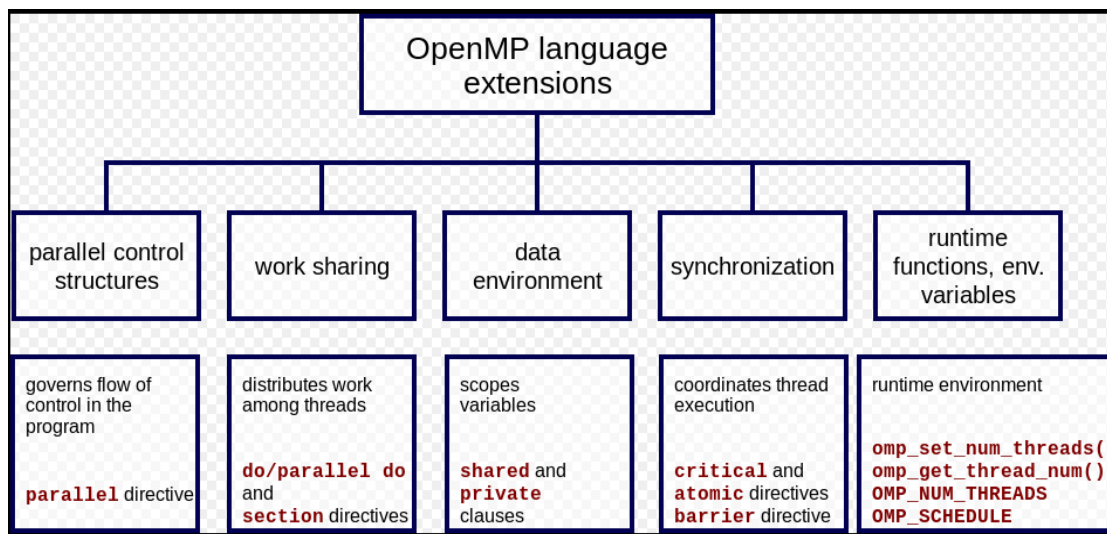 OpenMP language
extensions
parallel control
structures
work sharing
data
environment
synchronization
runtime
functions, env.
variables
governs flow of
control in the
program
parallel directive
distributes work
among threads
do/parallel do
and
section directives
scopes
variables
shared and
private
clauses
coordinates thread
execution
critical and
atomic directives
barrier directive
runtime environment
omp_set_num_threads(
omp_get_thread_num()
OMP_NUM_THREADS
OMP_SCHEDULE